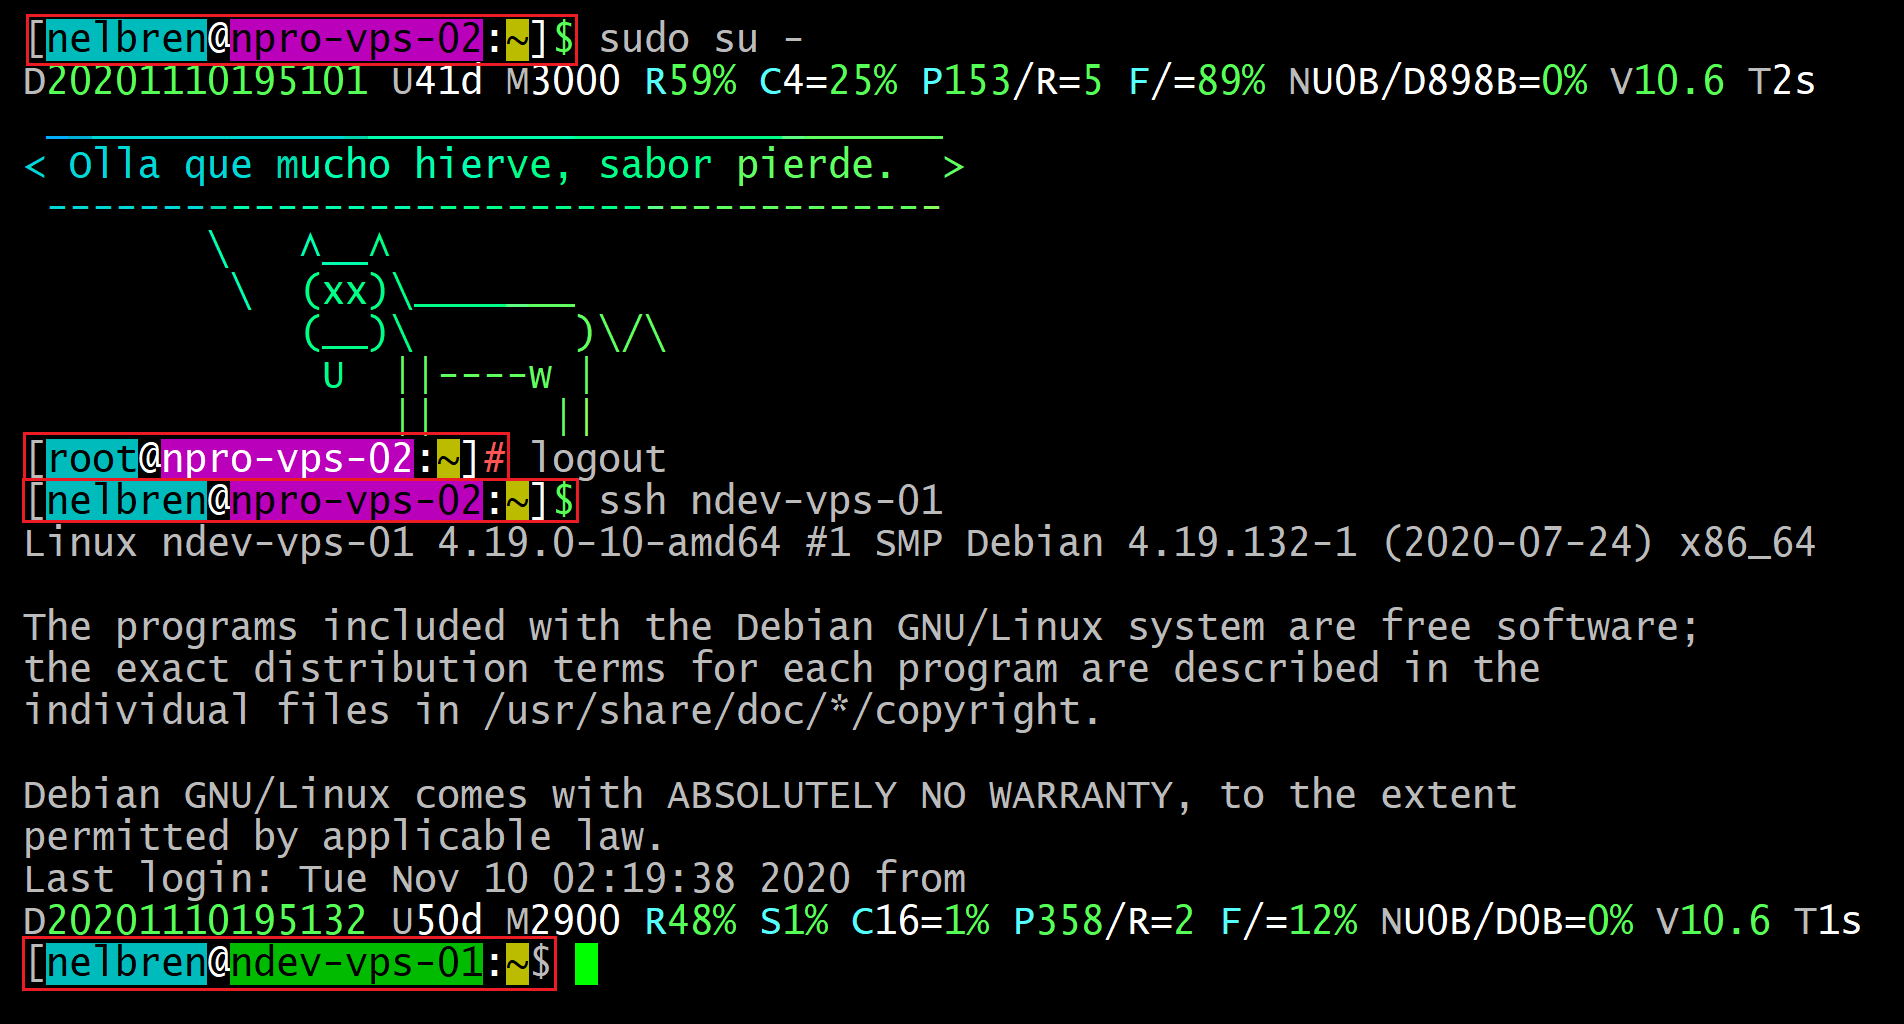 [nelbren@npro-vps-02:~]$ sudo su -
D20201110195101 U41d M3000 R59% C4=25% P153/R=5 F/=89% NU0B/D898B=0% V10.6 T2s
 _______________________________________
< Olla que mucho hierve, sabor pierde.  >
 ---------------------------------------
        \   ^__^
         \  (xx)\_______
            (__)\       )\/\
             U  ||----w |
                ||     ||
[root@npro-vps-02:~]# logout
[nelbren@npro-vps-02:~]$ ssh ndev-vps-01
Linux ndev-vps-01 4.19.0-10-amd64 #1 SMP Debian 4.19.132-1 (2020-07-24) x86_64
The programs included with the Debian GNU/Linux system are free software;
the exact distribution terms for each program are described in the
individual files in /usr/share/doc/*/copyright.
Debian GNU/Linux comes with ABSOLUTELY NO WARRANTY, to the extent
permitted by applicable law.
Last login: Tue Nov 10 02:19:38 2020 from
D20201110195132 U50d M2900 R48% S1% C16=1% P358/R=2 F/=12% NU0B/D0B=0% V10.6 T1s
[nelbren@ndev-vps-01:~$